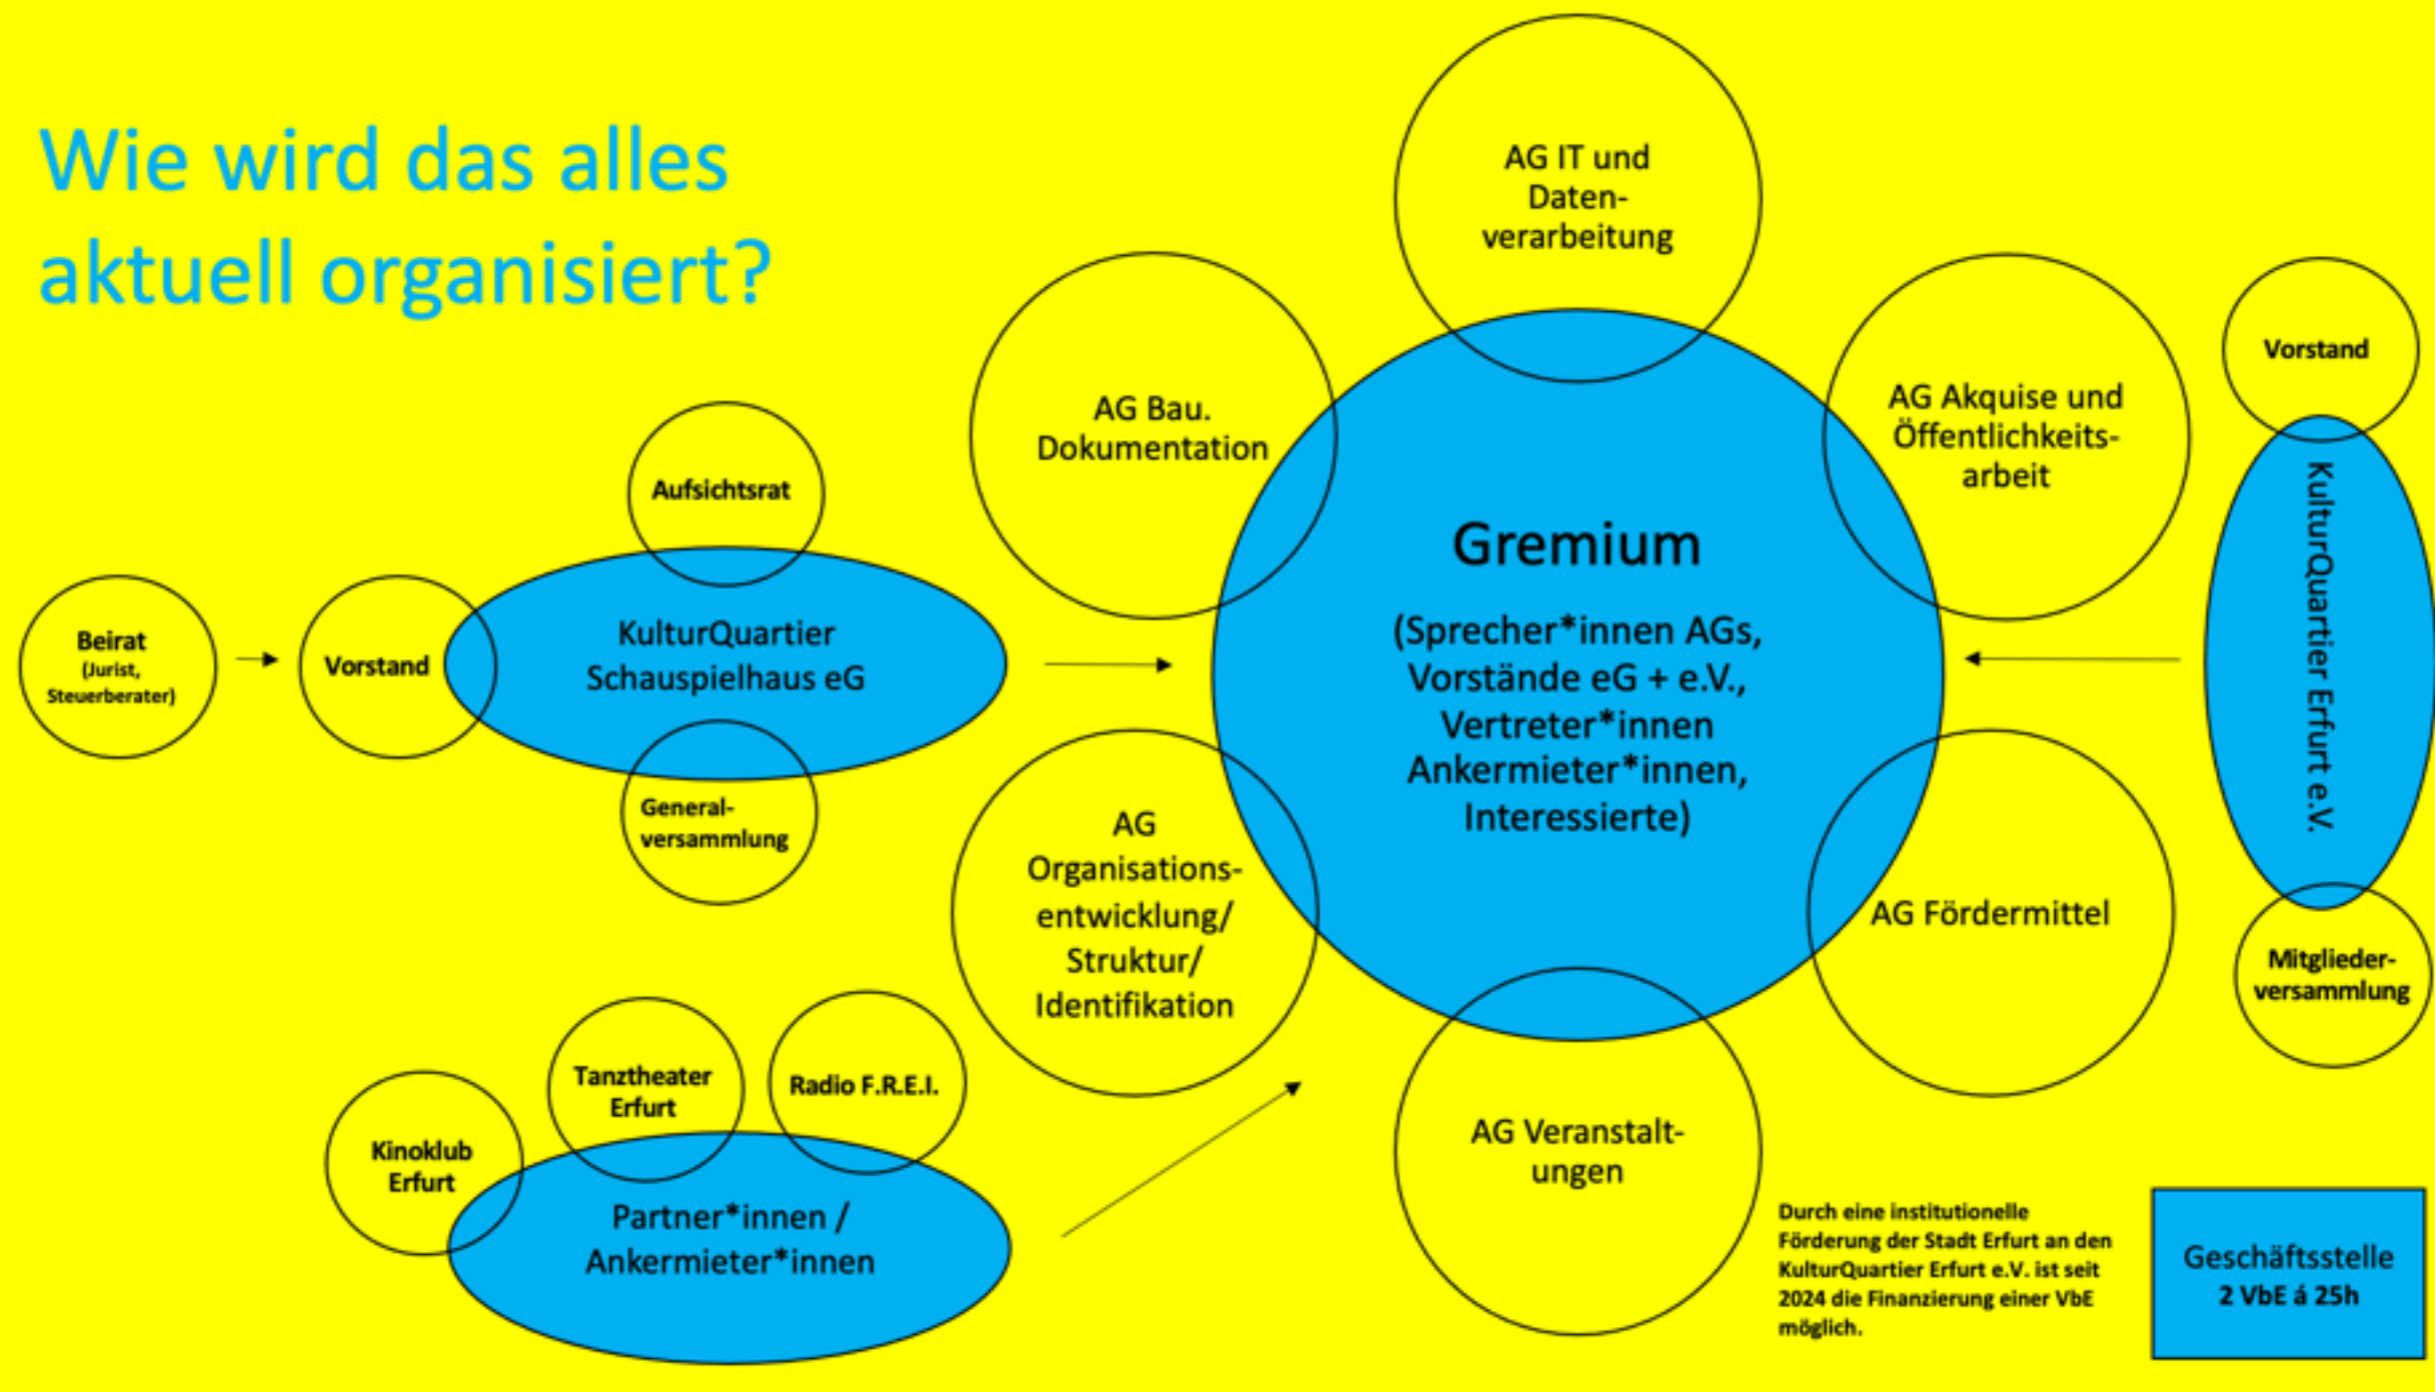 Wie wird das alles
aktuell organisiert?
AG IT und
Daten-
verarbeitung
AG Bau.
Dokumentation
AG Akquise und
Öffentlichkeits-
arbeit
Vorstand
KulturQuartier Erfurt e.V.
Mitglieder-
versammlung
Aufsichtsrat
Beirat
(Jurist,
Steuerberater)
Vorstand
KulturQuartier
Schauspielhaus eG
General-
versammlung
Gremium
(Sprecher*innen AGs,
Vorstände eG + e.V.,
Vertreter*innen
Ankermieter*innen,
Interessierte)
AG
Organisations-
entwicklung/
Struktur/
Identifikation
AG Fördermittel
AG Veranstalt-
ungen
Kinoklub
Erfurt
Tanztheater
Erfurt
Radio F.R.E.I.
Partner*innen /
Ankermieter*innen
Durch eine institutionelle
Förderung der Stadt Erfurt an den
KulturQuartier Erfurt e.V. ist seit
2024 die Finanzierung einer VbE
möglich.
Geschäftsstelle
2 VbE á 25h